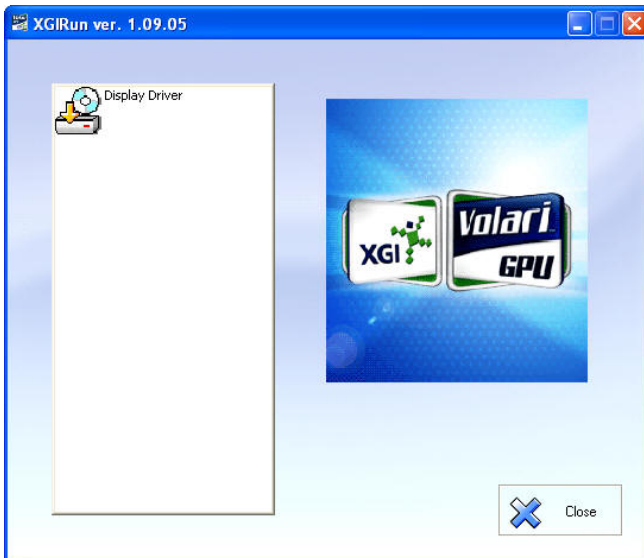 XGIRun ver. 1.09.05
Display Driver
XGI
Volari
GPU
Close